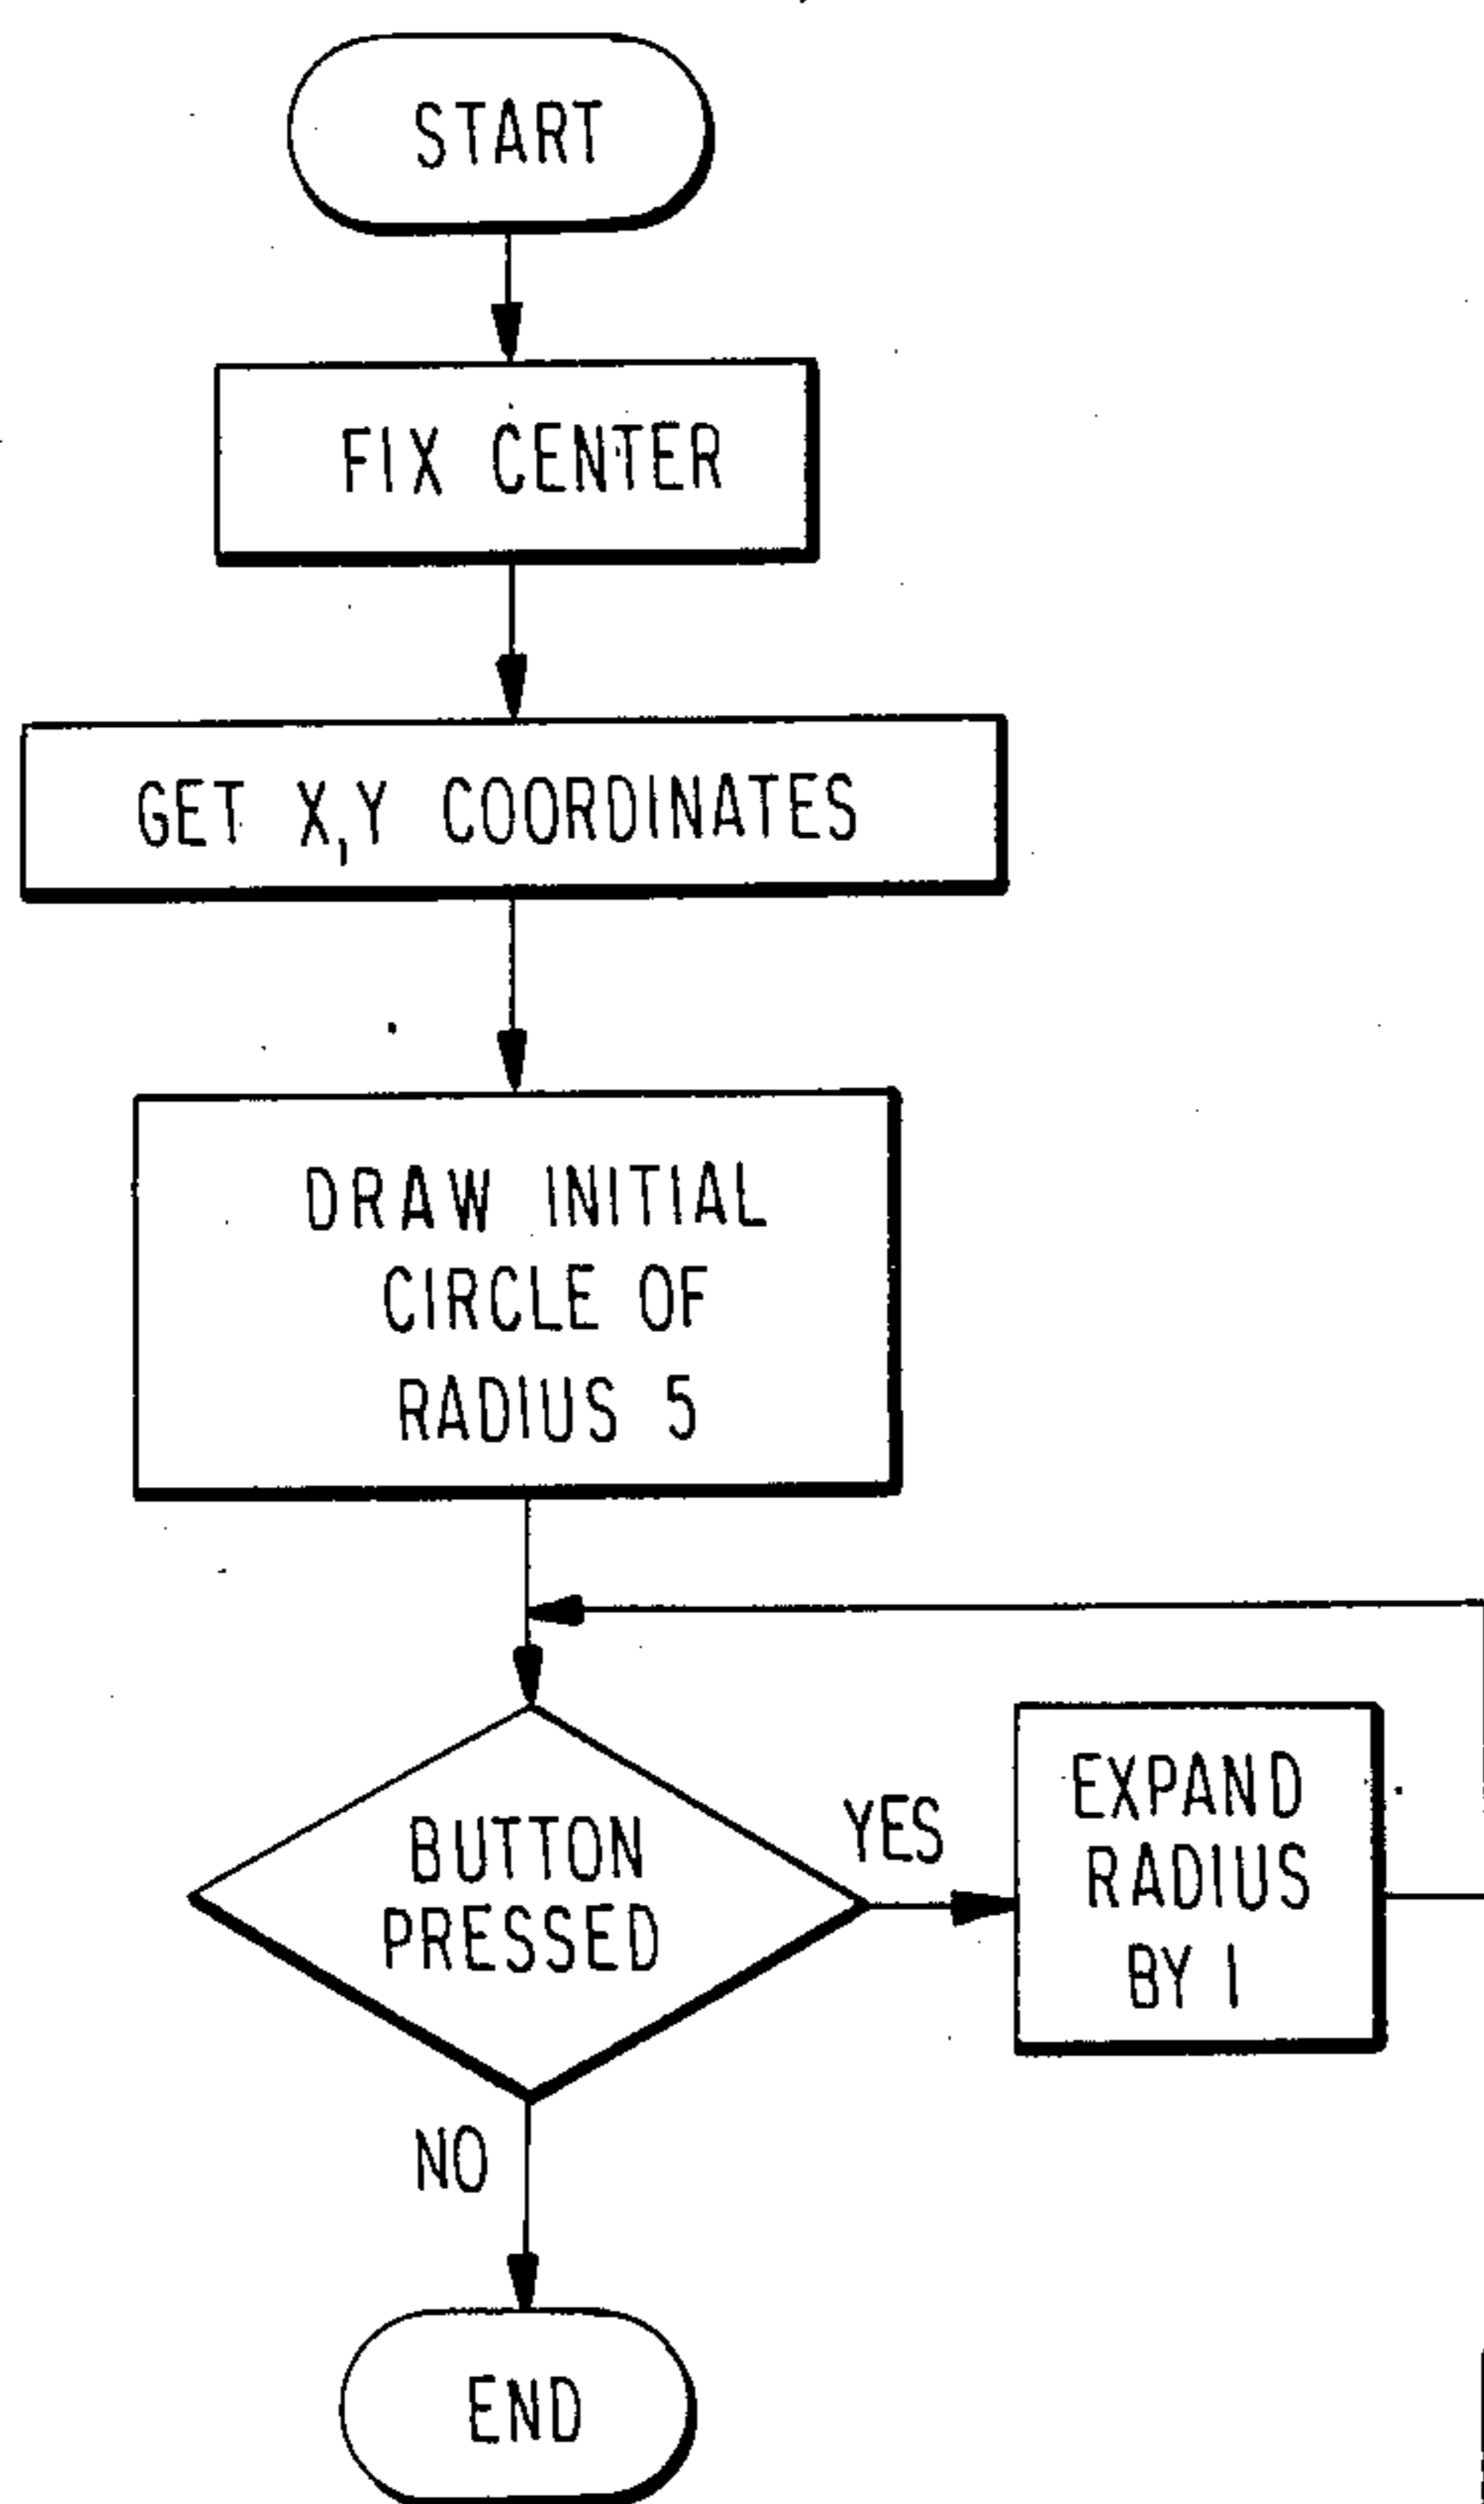 START
FIX CENTER
GET X,Y COORDINATES
DRAW INITIAL
CIRCLE OF
RADIUS 5
BUTTON
PRESSED
YES
EXPAND
RADIUS
BY 1
NO
END